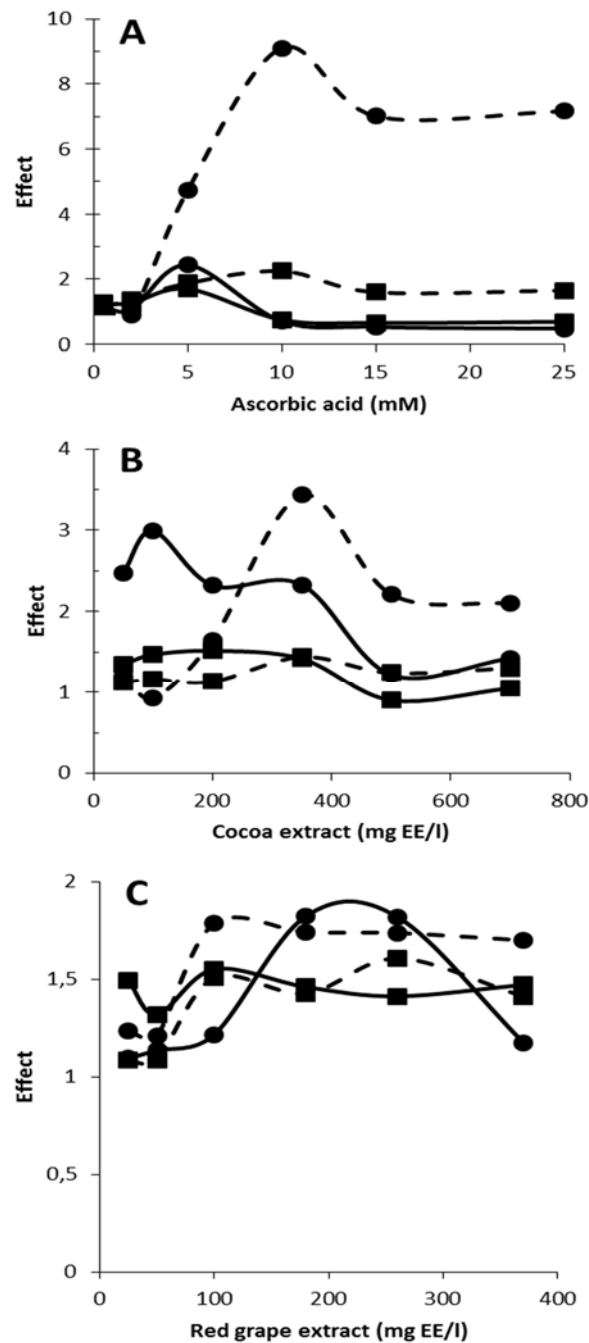 A
10
8
6
4
2
0
Effect
0 5 10 15 20 25
Ascorbic acid (mM)
B
4
3
2
1
0
Effect
0 200 400 600 800
Cocoa extract (mg EE/l)
C
2
1,5
1
0,5
0
Effect
0 100 200 300 400
Red grape extract (mg EE/l)